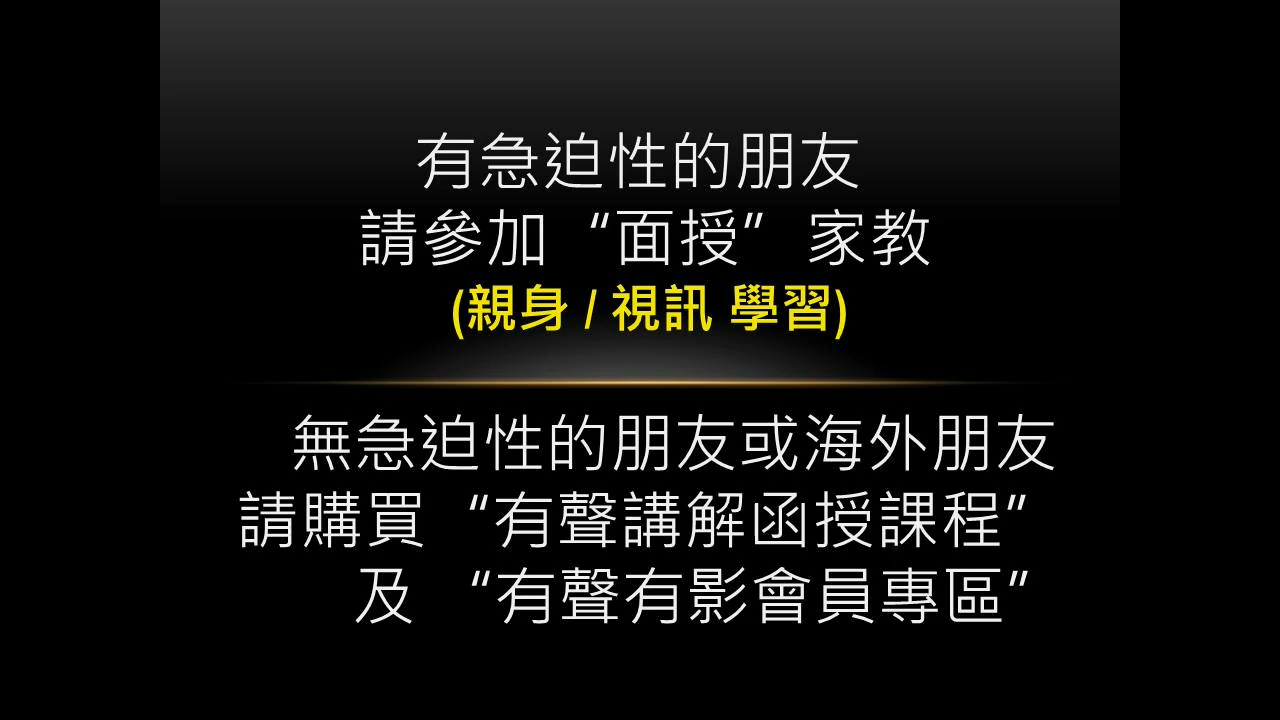 有急迫性的朋友
請參加 “面授” 家教
(親身 / 視訊 學習)
無急迫性的朋友或海外朋友
請購買 “有聲講解函授課程”
及 “有聲有影會員專區”